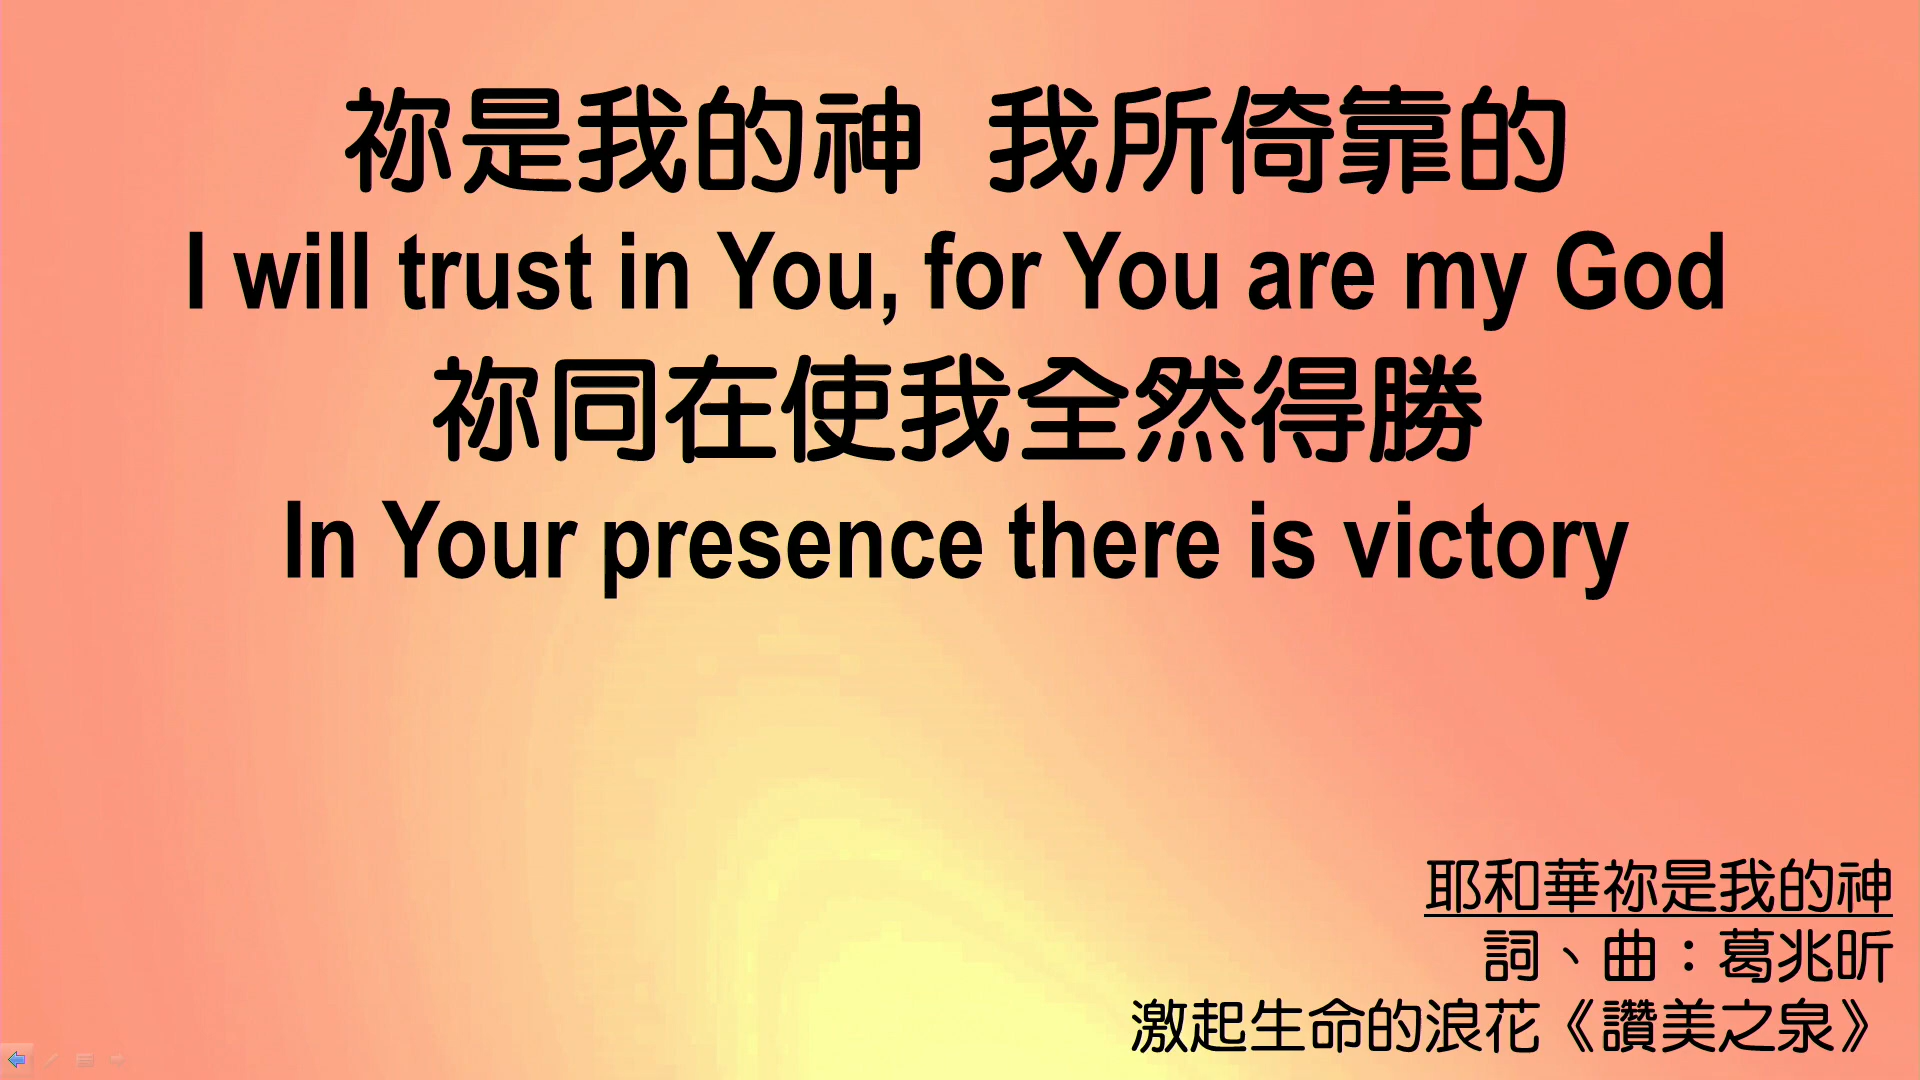 祢是我的神 我所倚靠的
I will trust in You, for You are my God
祢同在使我全然得勝
In Your presence there is victory
耶和華祢是我的神
詞、曲：葛兆昕
激起生命的浪花《讚美之泉》